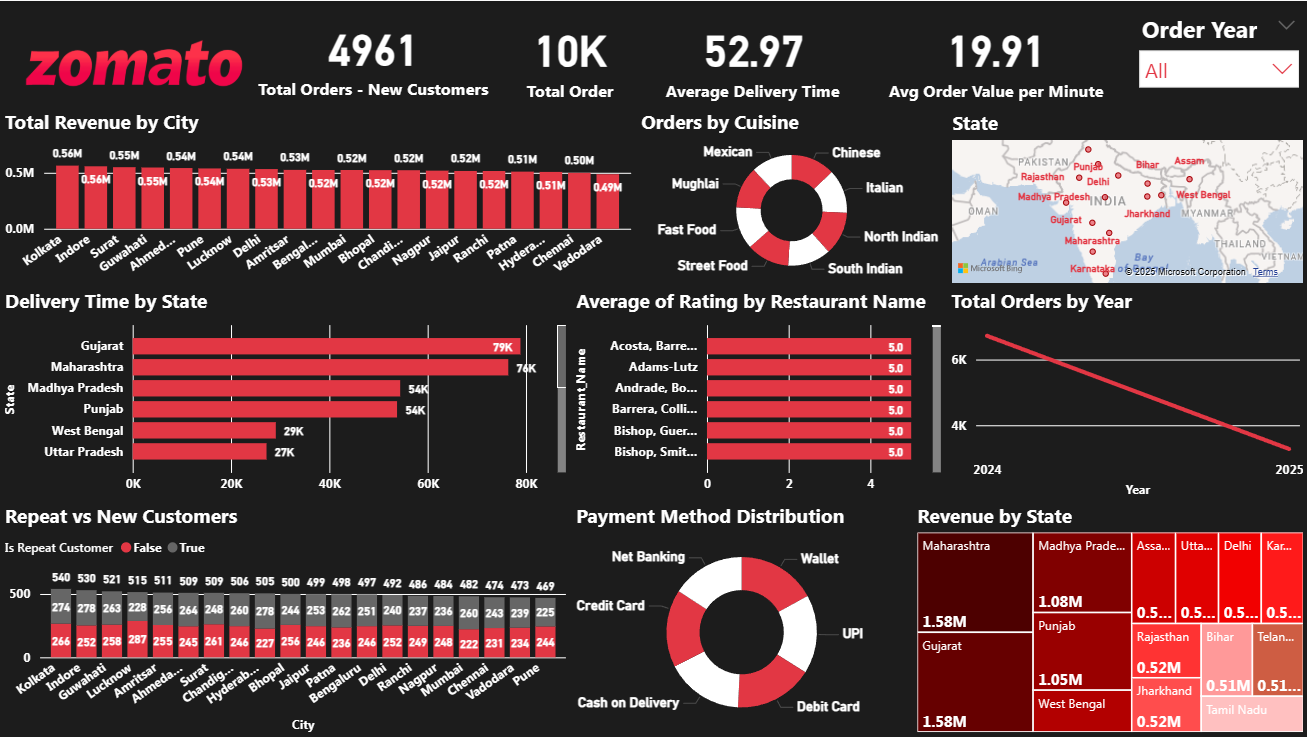 zomato
4961
Total Orders - New Customers
10K
Total Order
52.97
Average Delivery Time
19.91
Avg Order Value per Minute
Order Year
All
Total Revenue by City
0.5M
0.0M
0.56M 0.55M 0.54M 0.54M 0.53M 0.52M 0.52M 0.52M 0.51M 0.50M
0.56M 0.55M 0.54M 0.53M 0.52M 0.52M 0.52M 0.52M 0.51M 0.49M
Kolkata Indore Surat Guwahati Ahmed... Pune Lucknow Delhi Amritsar Bengal... Mumbai Bhopal Chandi... Nagpur Jaipur Ranchi Patna Hydera... Chennai Vadodara
Orders by Cuisine
Mexican
Chinese
Mughlai
Italian
Fast Food
North Indian
Street Food
South Indian
State
PAKISTAN
Punjab
Bihar
Assam
Rajasthan
Delhi
Madhya Pradesh
INDIA
West Bengal
OMAN
Gujarat
Jharkhand
MYANMAR
Maharashtra
THAILAND
Arabian Sea
Bay
of Bengal
VIETNAM
Karnataka
Microsoft Bing
© 2025 Microsoft Corporation Terms
Delivery Time by State
State
Gujarat 79K
Maharashtra 76K
Madhya Pradesh 54K
Punjab 54K
West Bengal 29K
Uttar Pradesh 27K
0K 20K 40K 60K 80K
Average of Rating by Restaurant Name
Restaurant_Name
Acosta, Barre... 5.0
Adams-Lutz 5.0
Andrade, Bo... 5.0
Barrera, Colli... 5.0
Bishop, Guer... 5.0
Bishop, Smit... 5.0
0 2 4
Total Orders by Year
6K
4K
2024 2025
Year
Repeat vs New Customers
Is Repeat Customer False True
500
0
540 530 521 515 511 509 509 506 505 500 499 498 497 492 486 484 482 474 473 469
274 278 263 228 256 264 248 260 278 244 253 262 251 240 237 236 260 243 239 225
266 252 258 287 255 245 261 246 227 256 246 236 246 252 249 248 222 231 234 244
Kolkata Indore Guwahati Lucknow Amritsar Ahmeda... Surat Chandig... Hyderab... Bhopal Jaipur Patna Bengaluru Delhi Ranchi Nagpur Mumbai Chennai Vadodara Pune
City
Payment Method Distribution
Net Banking
Wallet
Credit Card
UPI
Cash on Delivery
Debit Card
Revenue by State
Maharashtra
1.58M
Gujarat
1.58M
Madhya Prade...
1.08M
Punjab
1.05M
West Bengal
Assa...
0.5...
Utta...
0.5...
Delhi
0.5...
Kar...
0.5...
Rajasthan
0.52M
Jharkhand
0.52M
Bihar
0.51M
Telan...
0.51...
Tamil Nadu